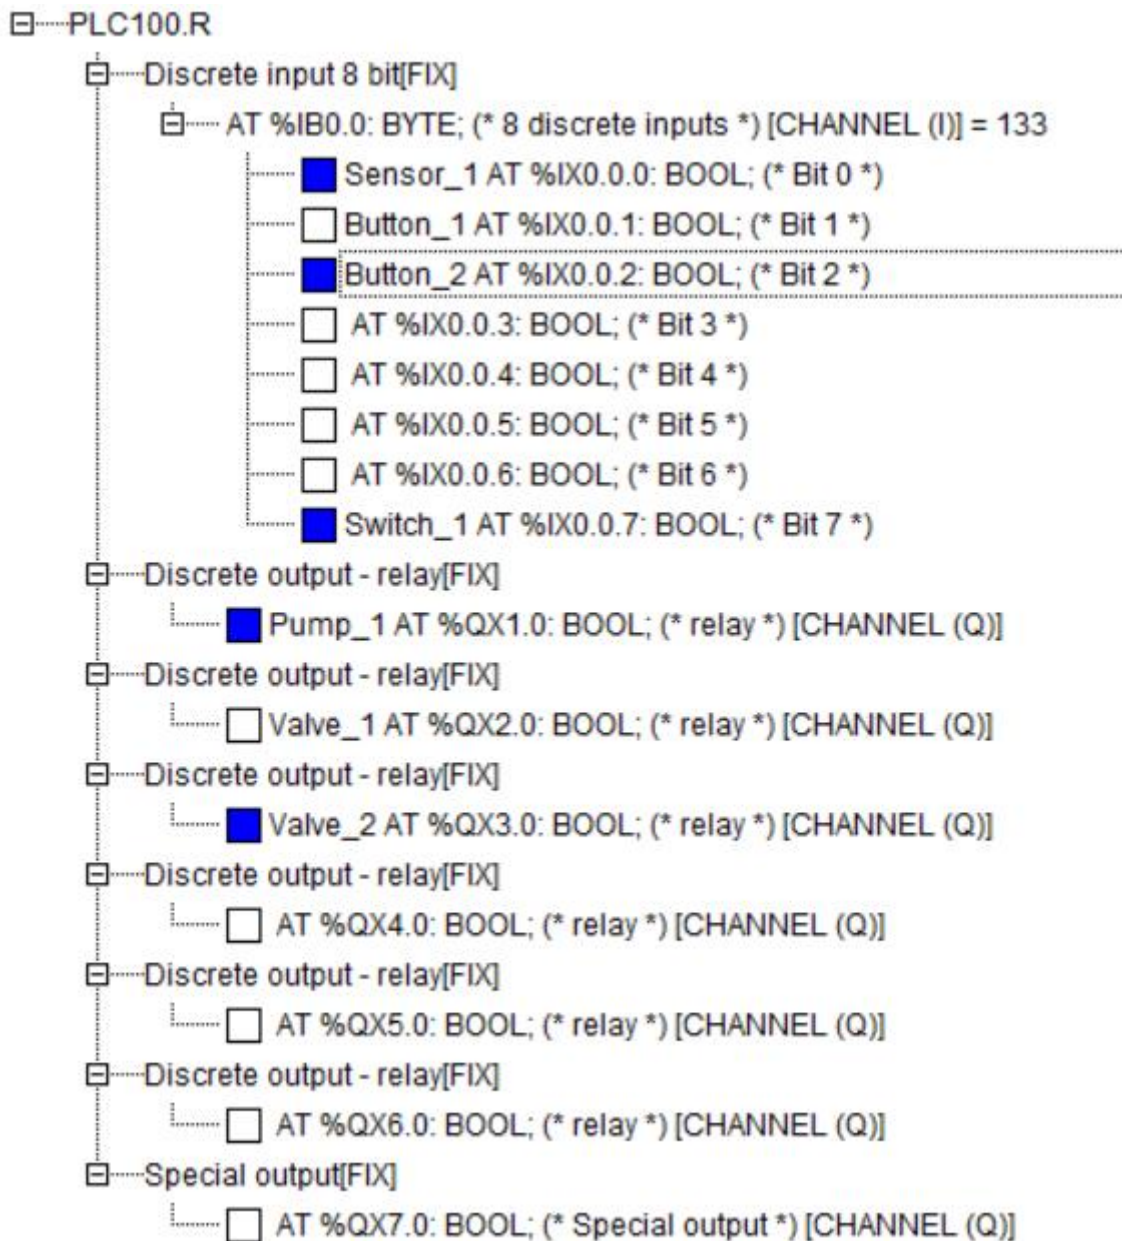 PLC100.R
Discrete input 8 bit[FIX]
AT %IB0.0: BYTE; (* 8 discrete inputs *) [CHANNEL (I)] = 133
Sensor_1 AT %IX0.0.0: BOOL; (* Bit 0 *)
Button_1 AT %IX0.0.1: BOOL; (* Bit 1 *)
Button_2 AT %IX0.0.2: BOOL; (* Bit 2 *)
AT %IX0.0.3: BOOL; (* Bit 3 *)
AT %IX0.0.4: BOOL; (* Bit 4 *)
AT %IX0.0.5: BOOL; (* Bit 5 *)
AT %IX0.0.6: BOOL; (* Bit 6 *)
Switch_1 AT %IX0.0.7: BOOL; (* Bit 7 *)
Discrete output - relay[FIX]
Pump_1 AT %QX1.0: BOOL; (* relay *) [CHANNEL (Q)]
Discrete output - relay[FIX]
Valve_1 AT %QX2.0: BOOL; (* relay *) [CHANNEL (Q)]
Discrete output - relay[FIX]
Valve_2 AT %QX3.0: BOOL; (* relay *) [CHANNEL (Q)]
Discrete output - relay[FIX]
AT %QX4.0: BOOL; (* relay *) [CHANNEL (Q)]
Discrete output - relay[FIX]
AT %QX5.0: BOOL; (* relay *) [CHANNEL (Q)]
Discrete output - relay[FIX]
AT %QX6.0: BOOL; (* relay *) [CHANNEL (Q)]
Special output[FIX]
AT %QX7.0: BOOL; (* Special output *) [CHANNEL (Q)]